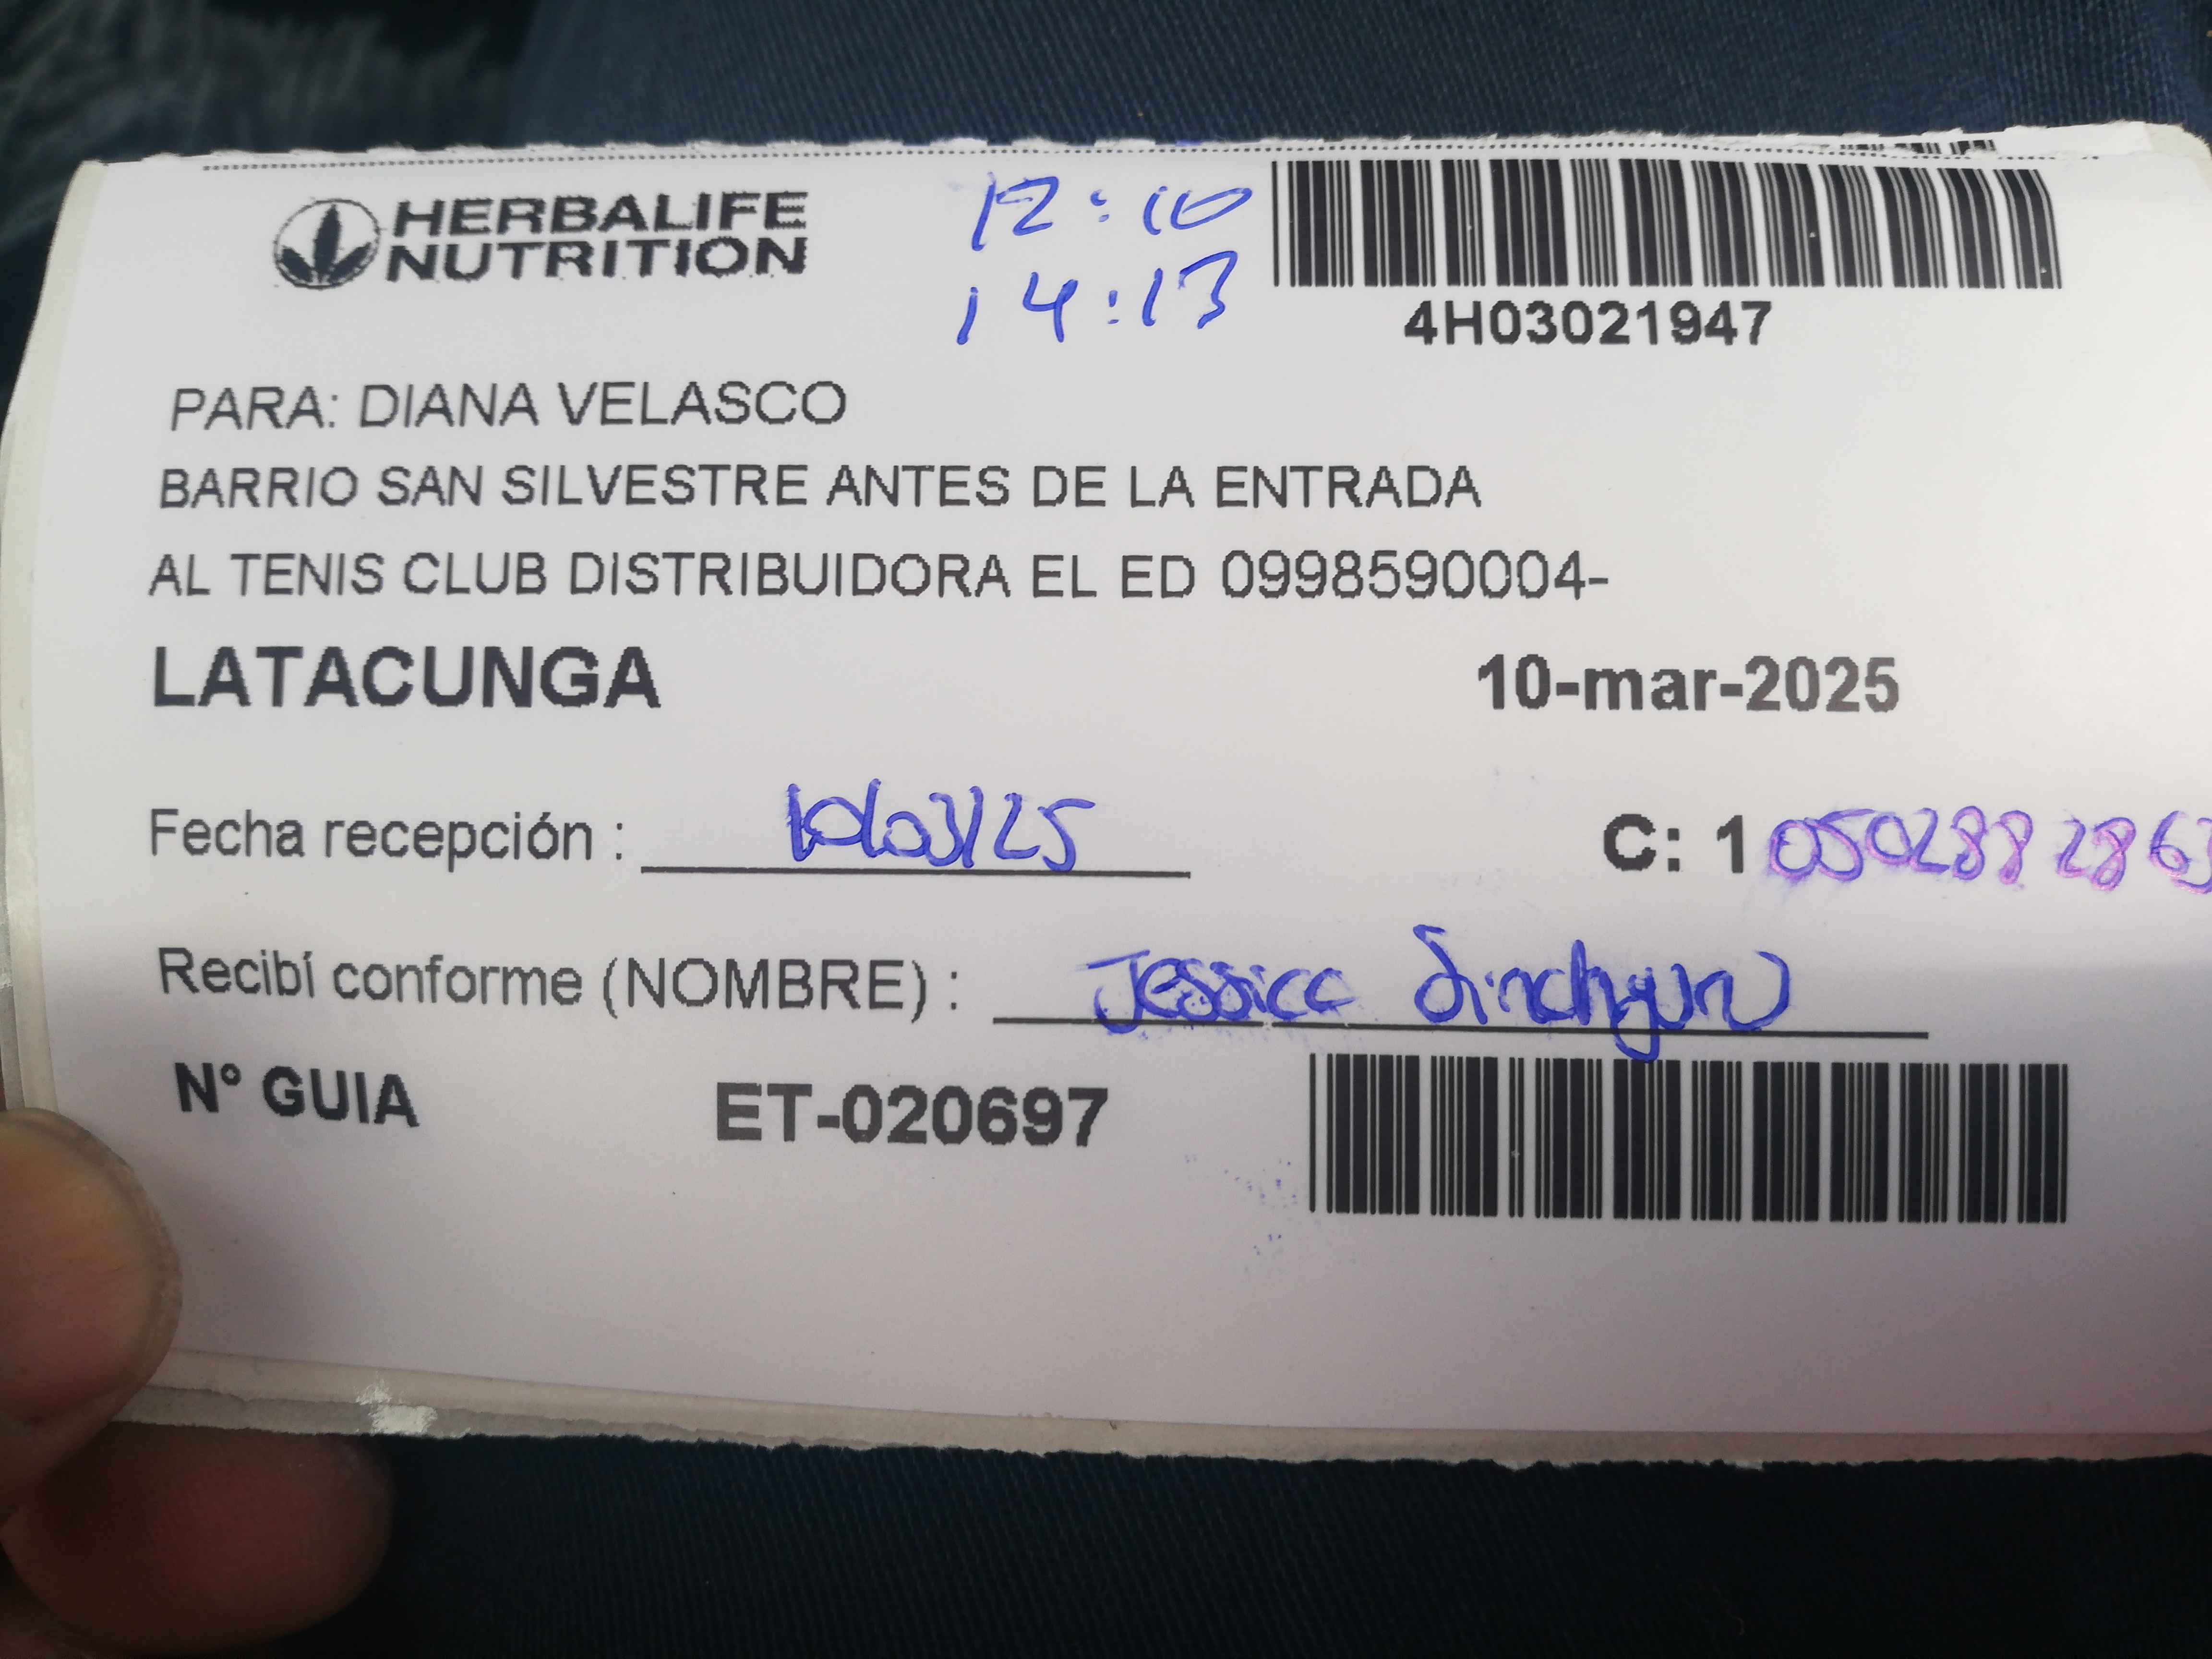 HERBALIFE
NUTRITION
12:10
14:13
4H03021947
PARA: DIANA VELASCO
BARRIO SAN SILVESTRE ANTES DE LA ENTRADA
AL TENIS CLUB DISTRIBUIDORA EL ED 0998590004-
LATACUNGA
10-mar-2025
Fecha recepción : 10/03/25
C: 1 0502882863
Recibí conforme (NOMBRE) : Jessica
N° GUIA ET-020697